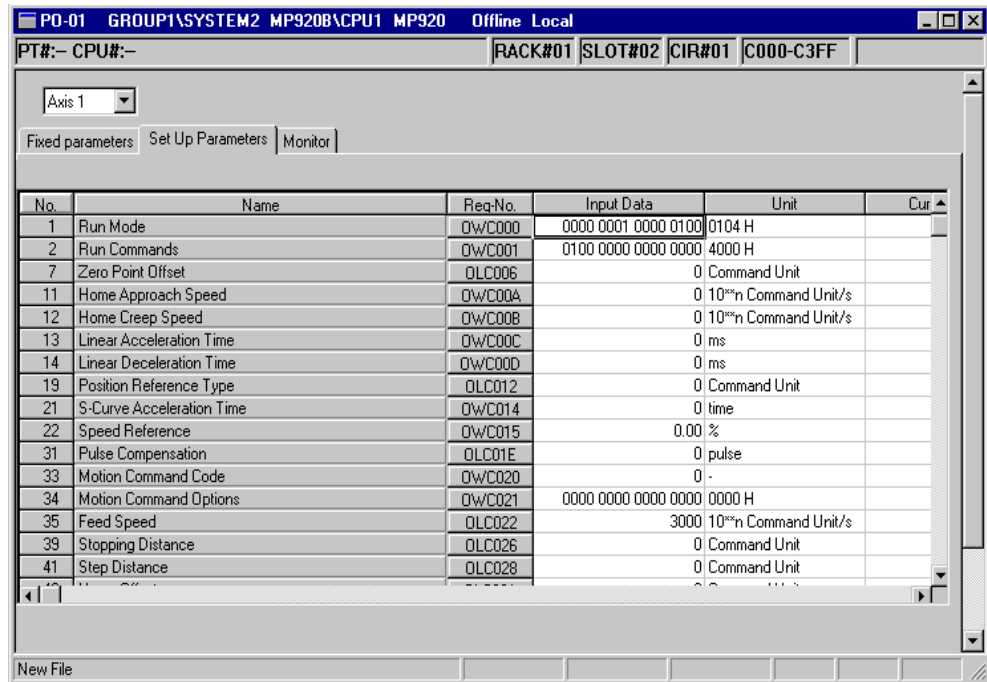 PO-01 GROUP1\SYSTEM2 MP920B\CPU1 MP920 Offline Local
PT#:– CPU#:– RACK#01 SLOT#02 CIR#01 C000-C3FF
Axis 1
Fixed parameters Set Up Parameters Monitor
No. Name Reg-No. Input Data Unit Cur
1 Run Mode OWC000 0000 0001 0000 0100 0104 H
2 Run Commands OWC001 0100 0000 0000 0000 4000 H
7 Zero Point Offset OLC006 0 Command Unit
11 Home Approach Speed OWC00A 0 10**n Command Unit/s
12 Home Creep Speed OWC00B 0 10**n Command Unit/s
13 Linear Acceleration Time OWC00C 0 ms
14 Linear Deceleration Time OWC00D 0 ms
19 Position Reference Type OLC012 0 Command Unit
21 S-Curve Acceleration Time OWC014 0 time
22 Speed Reference OWC015 0.00 %
31 Pulse Compensation OLC01E 0 pulse
33 Motion Command Code OWC020 0 -
34 Motion Command Options OWC021 0000 0000 0000 0000 0000 H
35 Feed Speed OLC022 3000 10**n Command Unit/s
39 Stopping Distance OLC026 0 Command Unit
41 Step Distance OLC028 0 Command Unit
New File